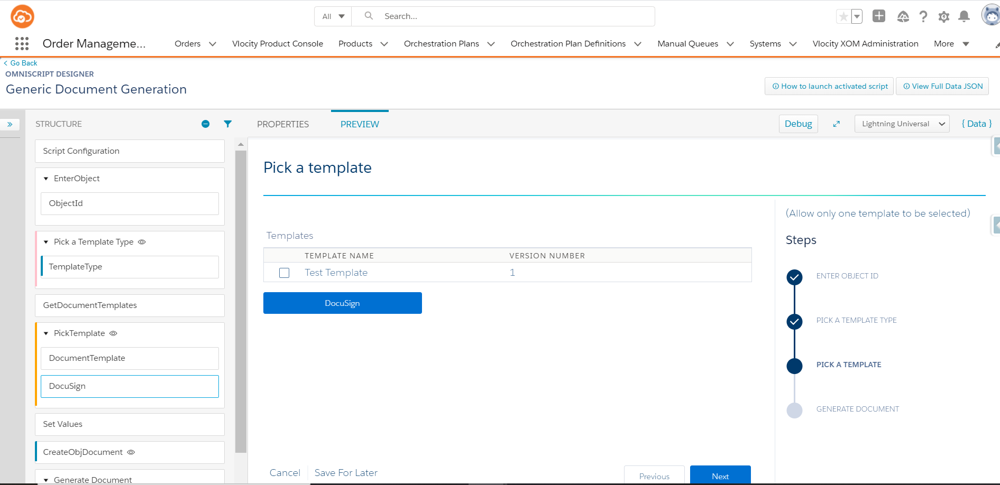 All
Search...
Order Manageme...
Orders
Vlocity Product Console
Products
Orchestration Plans
Orchestration Plan Definitions
Manual Queues
Systems
Vlocity XOM Administration
More
Go Back
OMNISCRIPT DESIGNER
Generic Document Generation
How to launch activated script
View Full Data JSON
STRUCTURE
PROPERTIES
PREVIEW
Debug
Lightning Universal
{ Data }
Script Configuration
EnterObject
ObjectId
Pick a Template Type
TemplateType
GetDocumentTemplates
PickTemplate
DocumentTemplate
DocuSign
Set Values
CreateObjDocument
Generate Document
Pick a template
Templates
TEMPLATE NAME VERSION NUMBER
Test Template 1
DocuSign
Cancel
Save For Later
Previous
Next
(Allow only one template to be selected)
Steps
ENTER OBJECT ID
PICK A TEMPLATE TYPE
PICK A TEMPLATE
GENERATE DOCUMENT